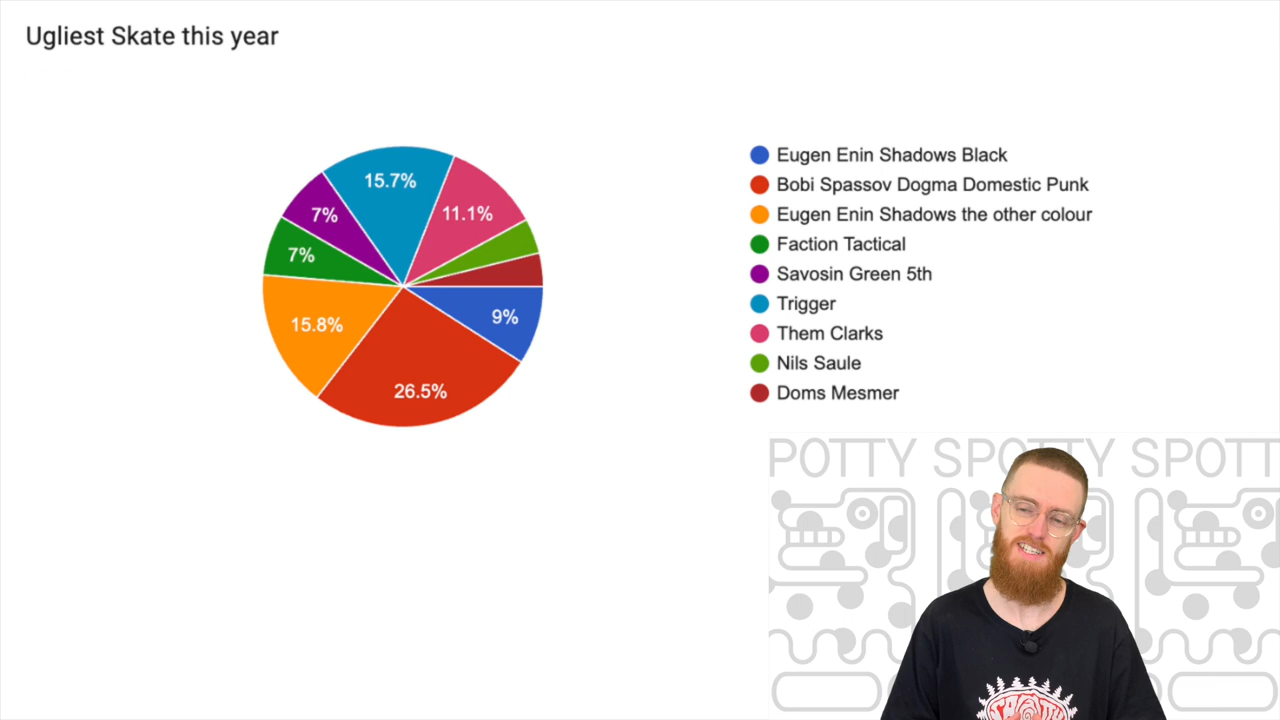 Ugliest Skate this year
15.7%
11.1%
7%
7%
15.8%
9%
26.5%
Eugen Enin Shadows Black
Bobi Spassov Dogma Domestic Punk
Eugen Enin Shadows the other colour
Faction Tactical
Savosin Green 5th
Trigger
Them Clarks
Nils Saule
Doms Mesmer
POTTY SPOTTY SPOTT